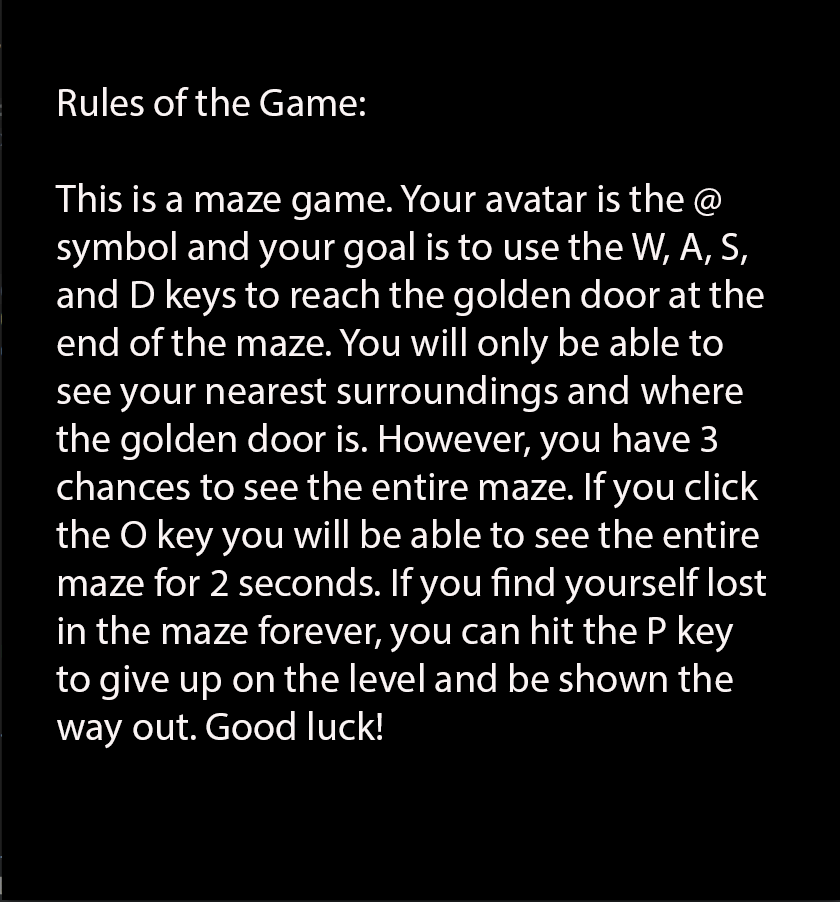 Rules of the Game:
This is a maze game. Your avatar is the @
symbol and your goal is to use the W, A, S,
and D keys to reach the golden door at the
end of the maze. You will only be able to
see your nearest surroundings and where
the golden door is. However, you have 3
chances to see the entire maze. If you click
the O key you will be able to see the entire
maze for 2 seconds. If you find yourself lost
in the maze forever, you can hit the P key
to give up on the level and be shown the
way out. Good luck!